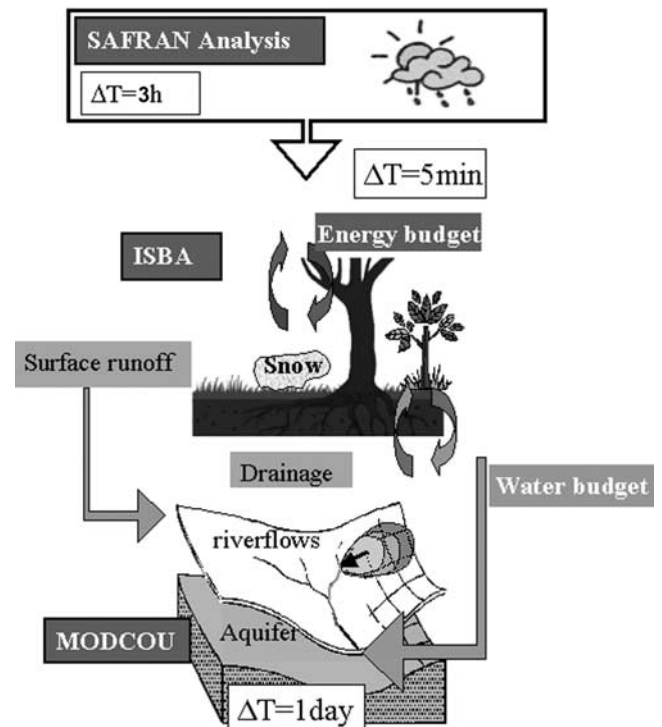 SAFRAN Analysis
ΔT=3h
ΔT=5min
Energy budget
ISBA
Surface runoff
Snow
Drainage
Water budget
riverflows
Aquifer
MODCOU
ΔT=1day